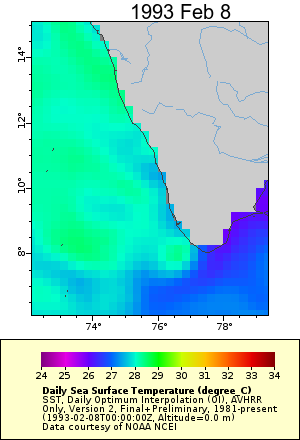 1993 Feb 8
14°
12°
10°
8°
74° 76° 78°
24 25 26 27 28 29 30 31 32 33 34
Daily Sea Surface Temperature (degree_C)
SST, Daily Optimum Interpolation (OI), AVHRR
Only, Version 2, Final+Preliminary, 1981-present
(1993-02-08T00:00:00Z, Altitude=0.0 m)
Data courtesy of NOAA NCEI